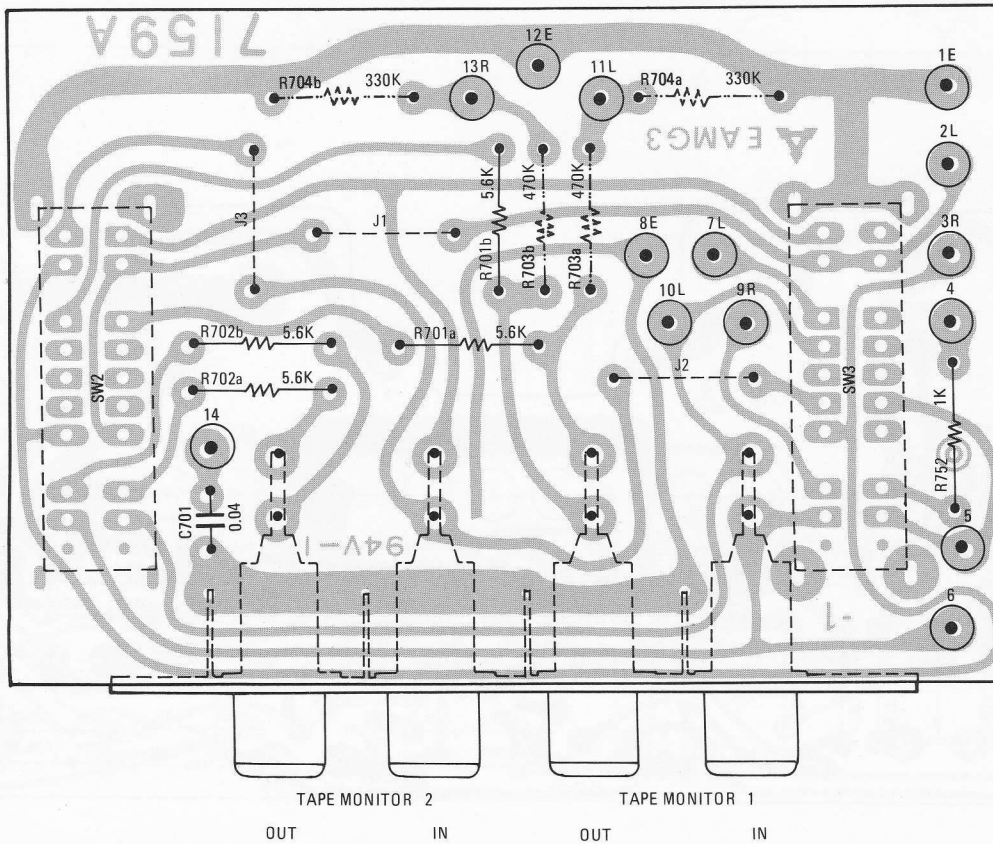 7159A
12E
R704b 330K
13R
11L
R704a 330K
1E
EAMG3
2L
J3
J1
5.6K
R701b
470K
R703b
470K
R703a
8E
7L
3R
10L
9R
4
SW2
R702b 5.6K
R701a 5.6K
R702a 5.6K
J2
SW3
1K
R752
14
C701
0.04
94V-1
5
-1
6
TAPE MONITOR 2
TAPE MONITOR 1
OUT
IN
OUT
IN